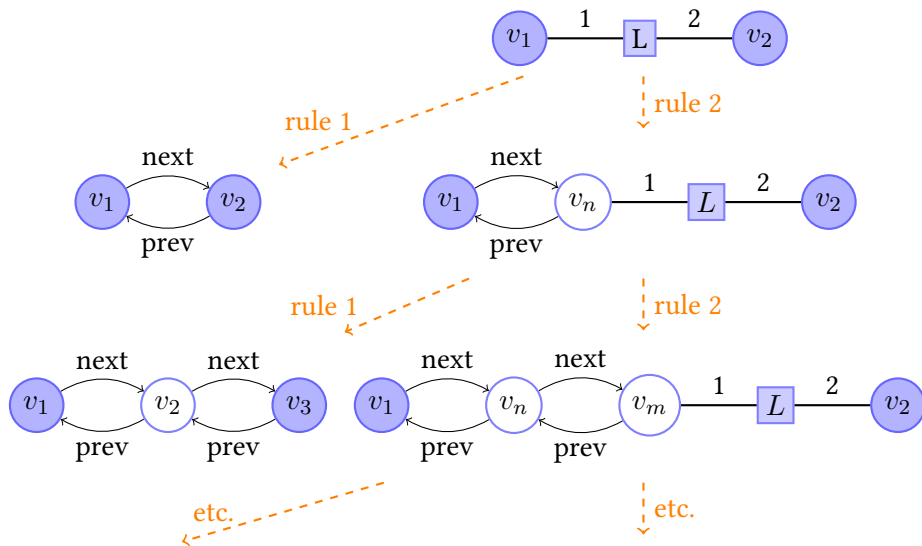 1 2
v₁ L v₂
rule 1 rule 2
next next
1 2
v₁ v₂ v₁ vₙ L v₂
prev prev
rule 1 rule 2
next next next next
1 2
v₁ v₂ v₃ v₁ vₙ vₘ L v₂
prev prev prev prev
etc. etc.